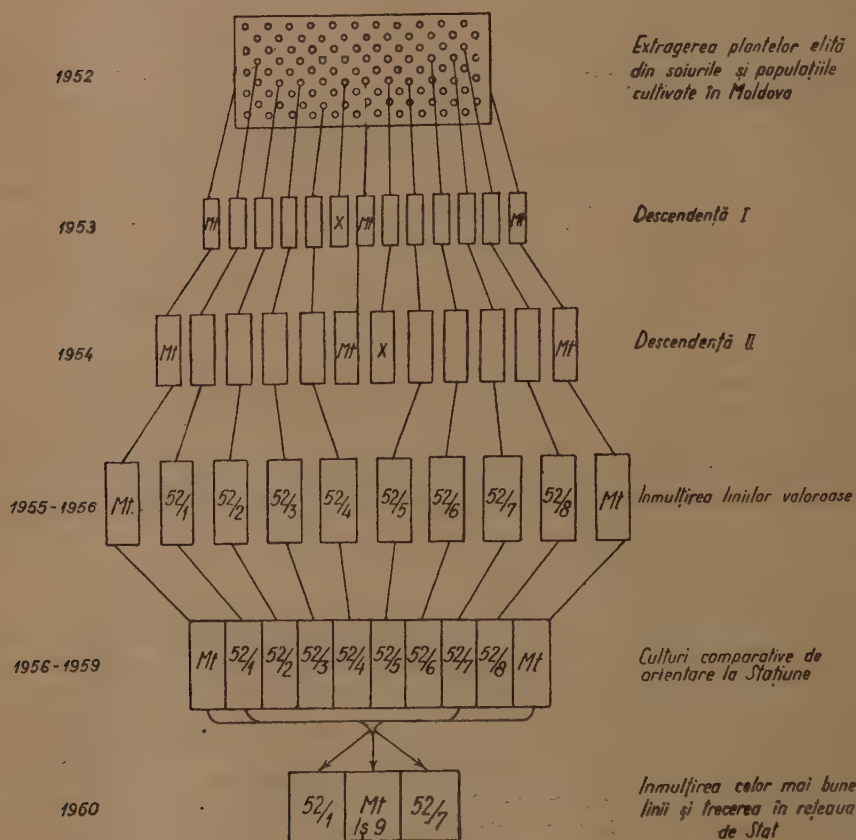 1952
Extragerea plantelor elită
din soiurile și populațiile
cultivate în Moldova
1953
Mt X Mt Mt
Descendență I
1954
Mt Mt X Mt
Descendență II
1955-1956
Mt. 52/1 52/2 52/3 52/4 52/5 52/6 52/7 52/8 Mt
Inmulțirea liniilor valoroase
1956-1959
Mt 52/1 52/2 52/3 52/4 52/5 52/6 52/7 52/8 Mt
Culturi comparative de
orientare la Stațiune
1960
52/1 Mt 52/7
Iș 9
Inmulțirea celor mai bune
linii și trecerea în rețeaua
de Stat